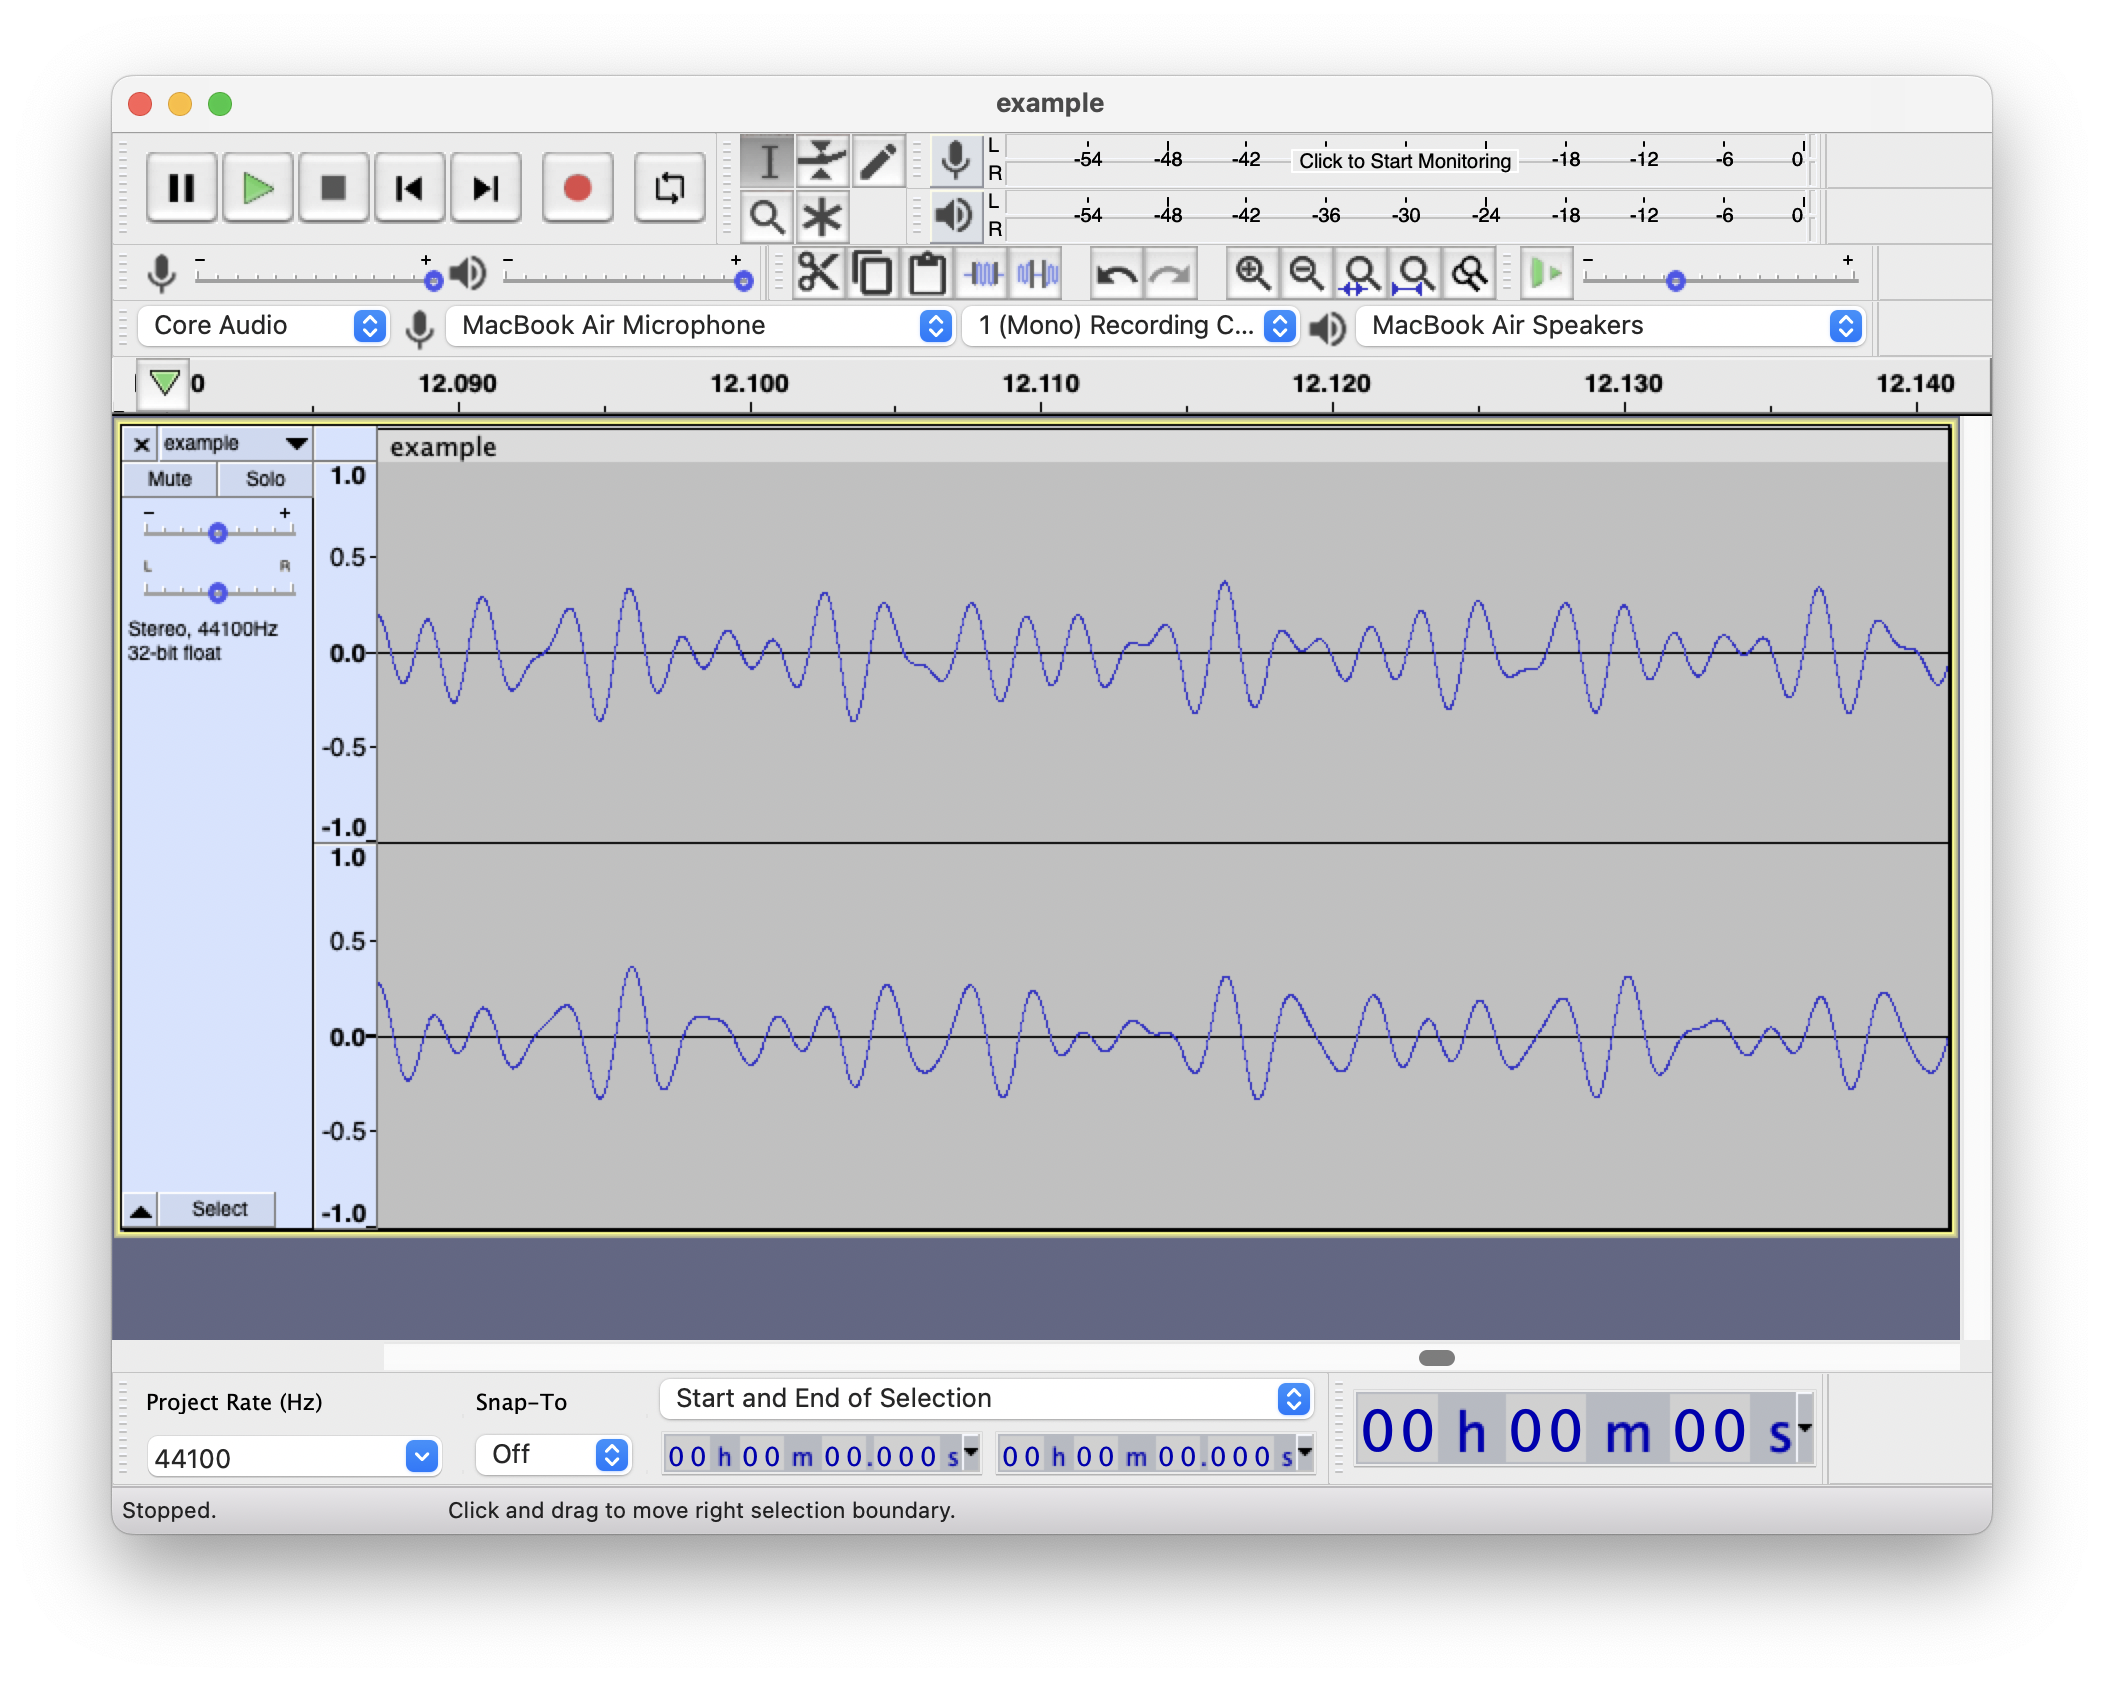 example
L
R
-54 -48 -42 Click to Start Monitoring -18 -12 -6 0
L
R
-54 -48 -42 -36 -30 -24 -18 -12 -6 0
- + - + - +
Core Audio MacBook Air Microphone 1 (Mono) Recording C... MacBook Air Speakers
0 12.090 12.100 12.110 12.120 12.130 12.140
example example
Mute Solo
- +
L R
Stereo, 44100Hz
32-bit float
1.0
0.5
0.0
-0.5
-1.0
1.0
0.5
0.0
-0.5
-1.0
Select
Project Rate (Hz) Snap-To Start and End of Selection
44100 Off 00 h 00 m 00.000 s 00 h 00 m 00.000 s 00 h 00 m 00 s
Stopped. Click and drag to move right selection boundary.